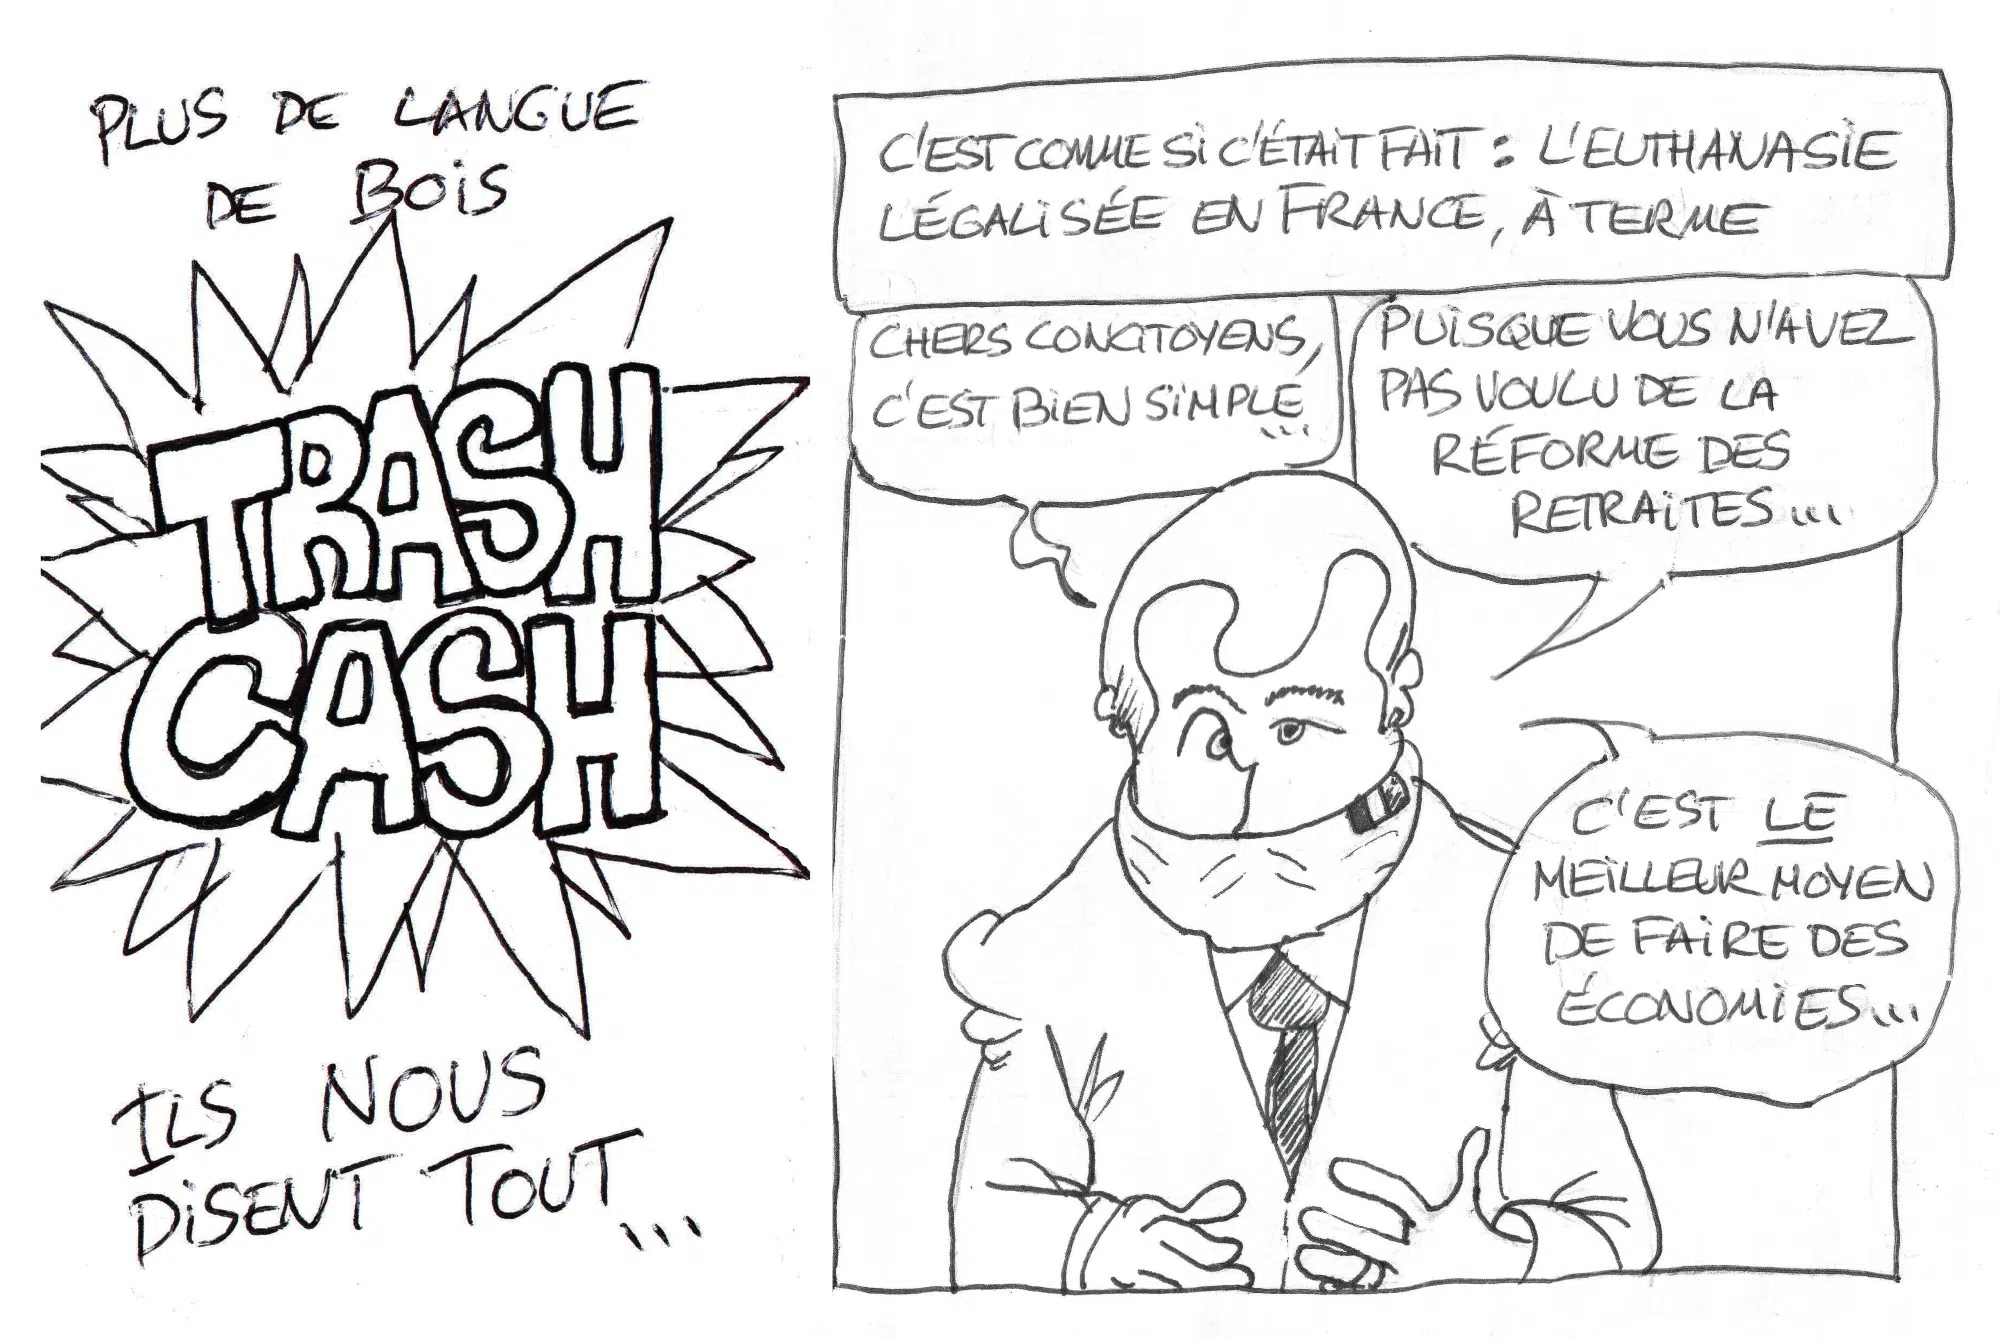 PLUS DE LANGUE
DE BOIS
TRASH
CASH
ILS NOUS
DISENT TOUT...
C'EST COMME SI C'ÉTAIT FAIT : L'EUTHANASIE
LÉGALISÉE EN FRANCE, À TERME
CHERS CONCITOYENS,
C'EST BIEN SIMPLE...
PUISQUE VOUS N'AVEZ
PAS VOULU DE LA
RÉFORME DES
RETRAITES...
C'EST LE
MEILLEUR MOYEN
DE FAIRE DES
ÉCONOMIES...